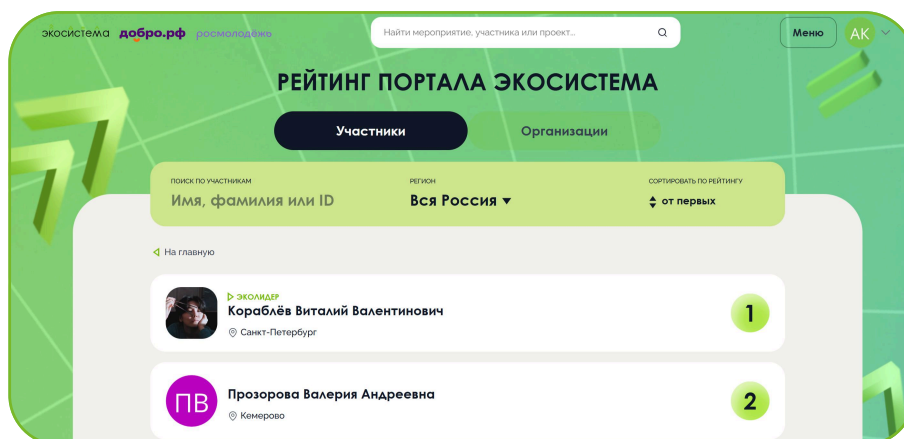 экосистема добро.рф росмолодёжь Найти мероприятие, участника или проект... Меню АК
РЕЙТИНГ ПОРТАЛА ЭКОСИСТЕМА
Участники Организации
ПОИСК ПО УЧАСТНИКАМ РЕГИОН СОРТИРОВАТЬ ПО РЕЙТИНГУ
Имя, фамилия или ID Вся Россия от первых
На главную
ЭКОЛИДЕР
Кораблёв Виталий Валентинович 1
Санкт-Петербург
ПВ Прозорова Валерия Андреевна 2
Кемерово